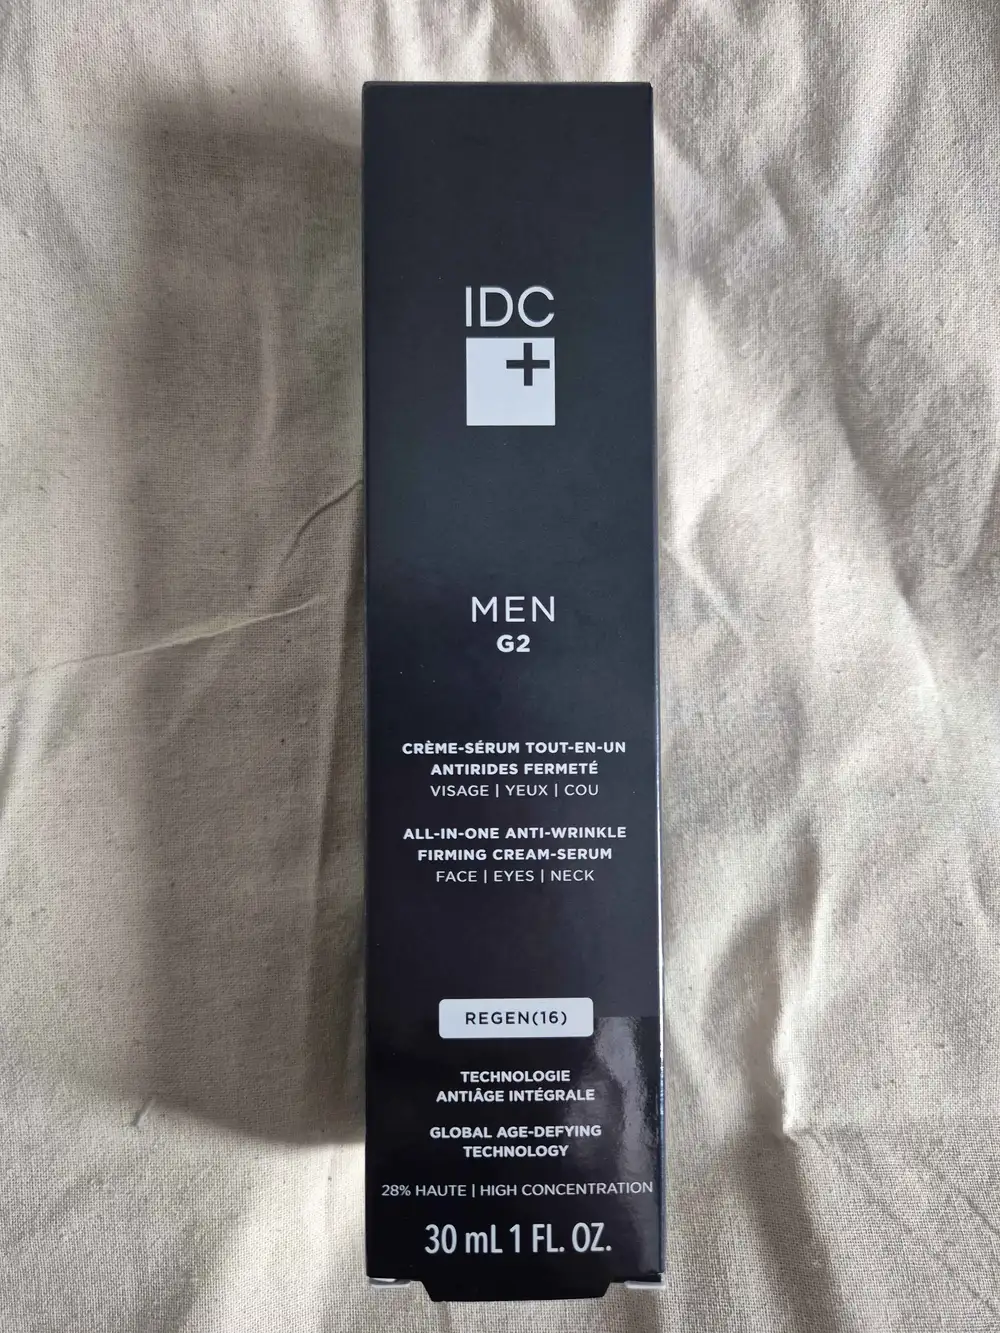 IDC
+
MEN
G2
CRÈME-SÉRUM TOUT-EN-UN
ANTIRIDES FERMETÉ
VISAGE | YEUX | COU
ALL-IN-ONE ANTI-WRINKLE
FIRMING CREAM-SERUM
FACE | EYES | NECK
REGEN(16)
TECHNOLOGIE
ANTIÂGE INTÉGRALE
GLOBAL AGE-DEFYING
TECHNOLOGY
28% HAUTE | HIGH CONCENTRATION
30 mL 1 FL. OZ.